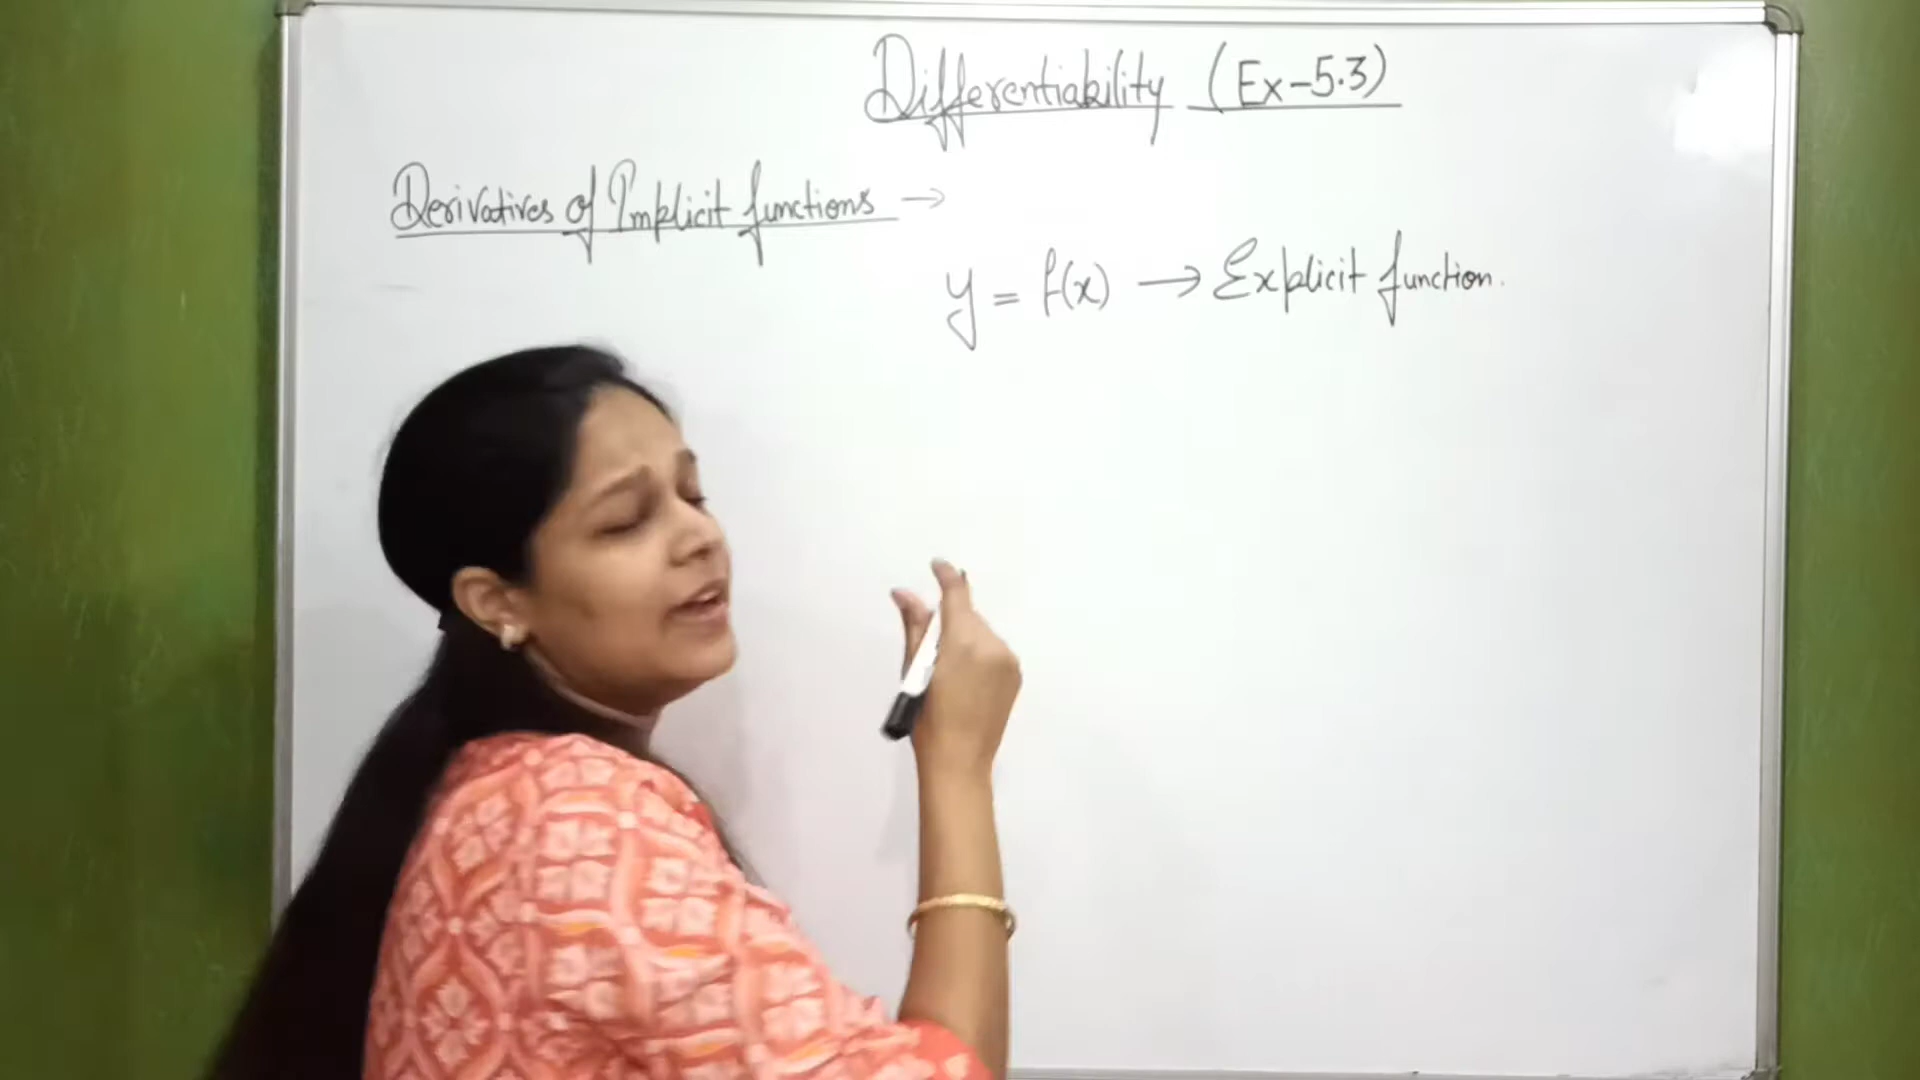 Differentiability (Ex-5.3)
Derivatives of Implicit functions →
y = f(x) → Explicit function.